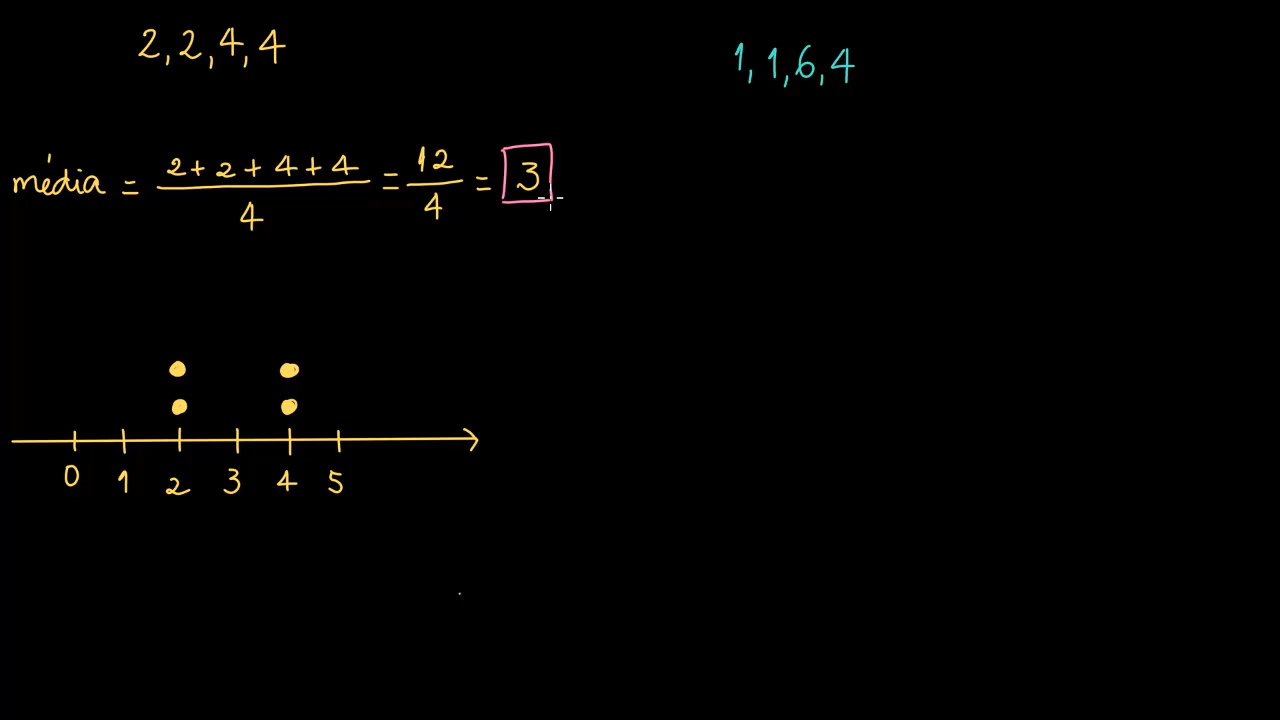 2, 2, 4, 4
1, 1, 6, 4
média = 2 + 2 + 4 + 4 / 4 = 12 / 4 = 3
0 1 2 3 4 5